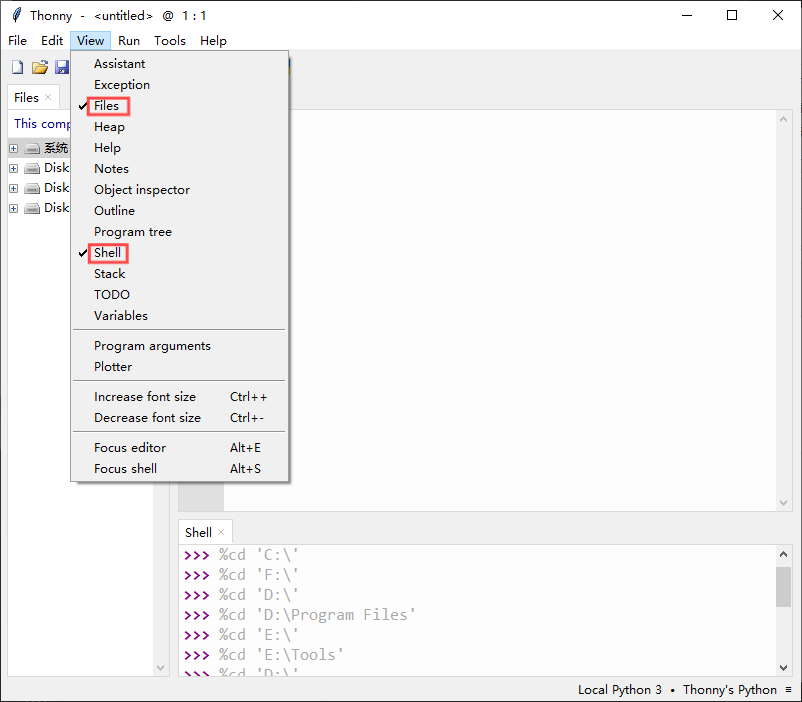 Thonny - <untitled> @ 1 : 1
File Edit View Run Tools Help
Assistant
Exception
Files
Files
Heap
This comp
Help
系统
Notes
Disk
Object inspector
Disk
Outline
Disk
Program tree
Shell
Stack
TODO
Variables
Program arguments
Plotter
Increase font size Ctrl++
Decrease font size Ctrl+-
Focus editor Alt+E
Focus shell Alt+S
Shell
>>> %cd 'C:\'
>>> %cd 'F:\'
>>> %cd 'D:\'
>>> %cd 'D:\Program Files'
>>> %cd 'E:\'
>>> %cd 'E:\Tools'
>>> %cd 'D:\'
Local Python 3 • Thonny's Python ≡